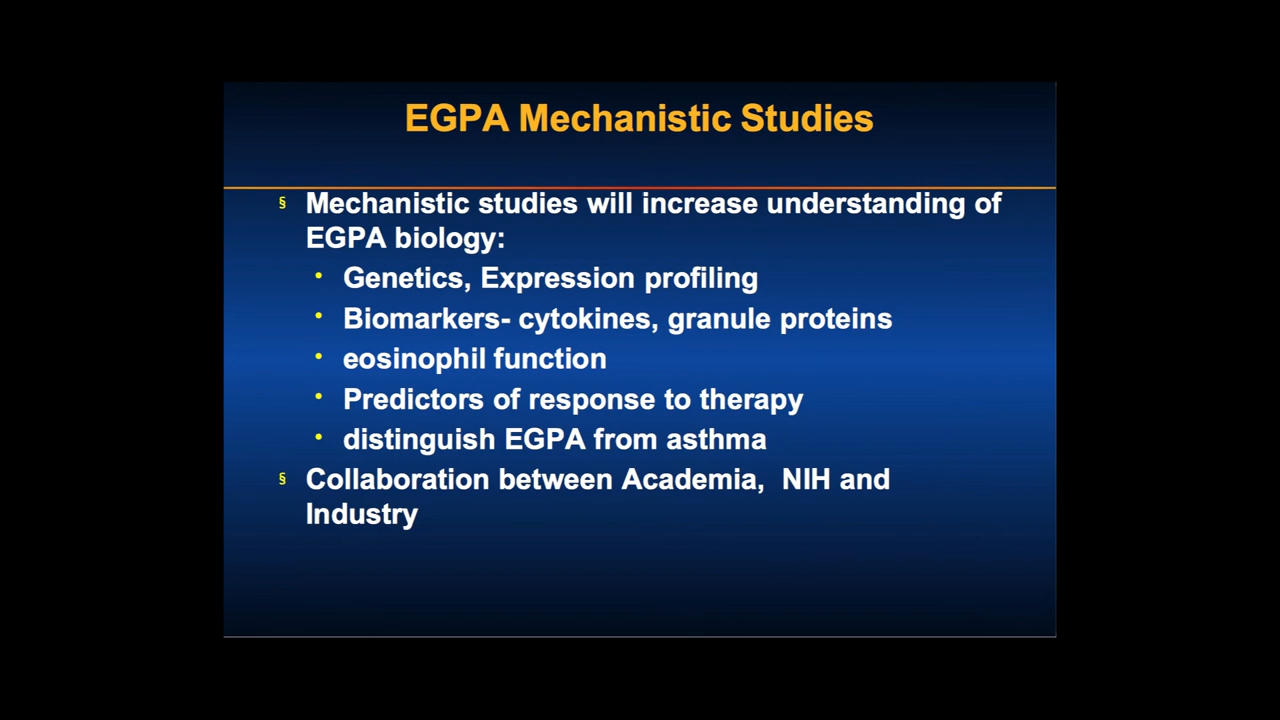 EGPA Mechanistic Studies
§ Mechanistic studies will increase understanding of
EGPA biology:
• Genetics, Expression profiling
• Biomarkers- cytokines, granule proteins
• eosinophil function
• Predictors of response to therapy
• distinguish EGPA from asthma
§ Collaboration between Academia,  NIH and
Industry